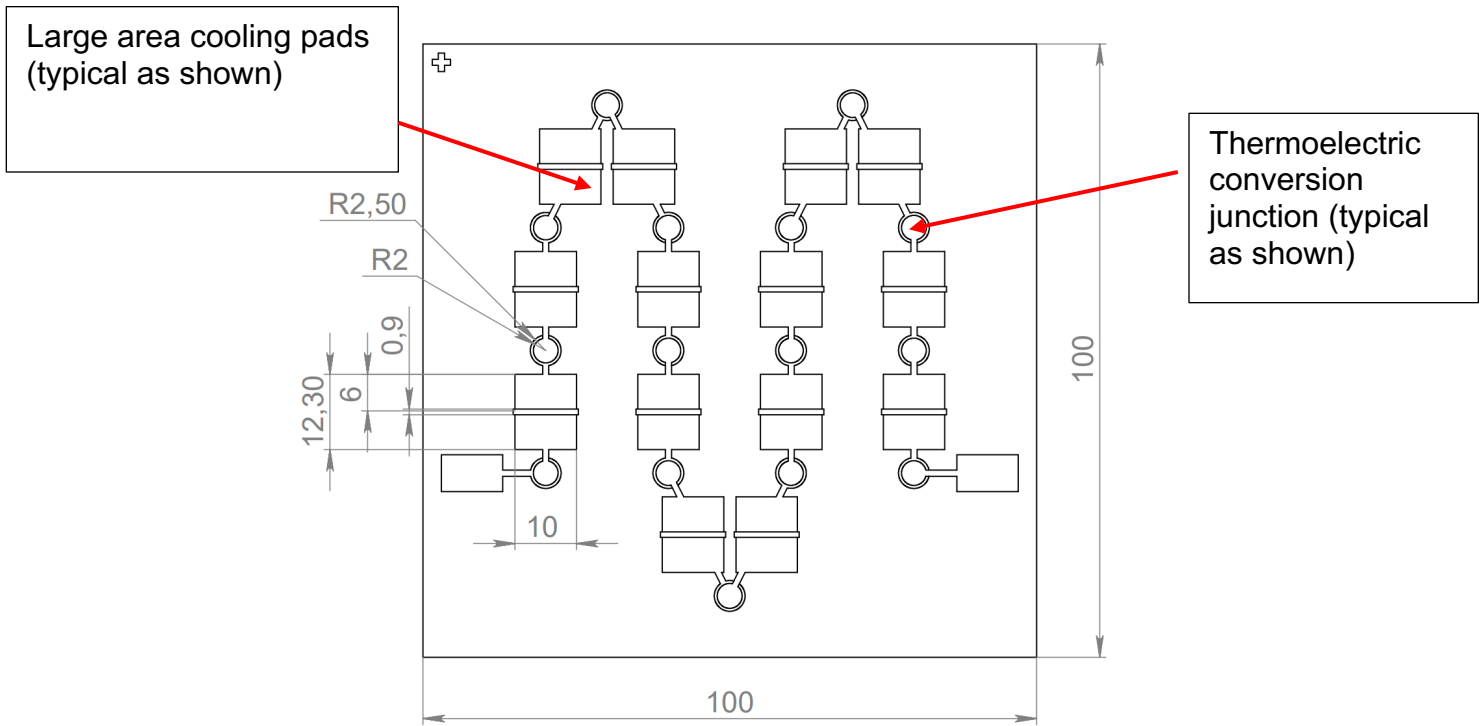 Large area cooling pads
(typical as shown)
Thermoelectric
conversion
junction (typical
as shown)
R2,50
R2
0,9
6
12,30
10
100
100